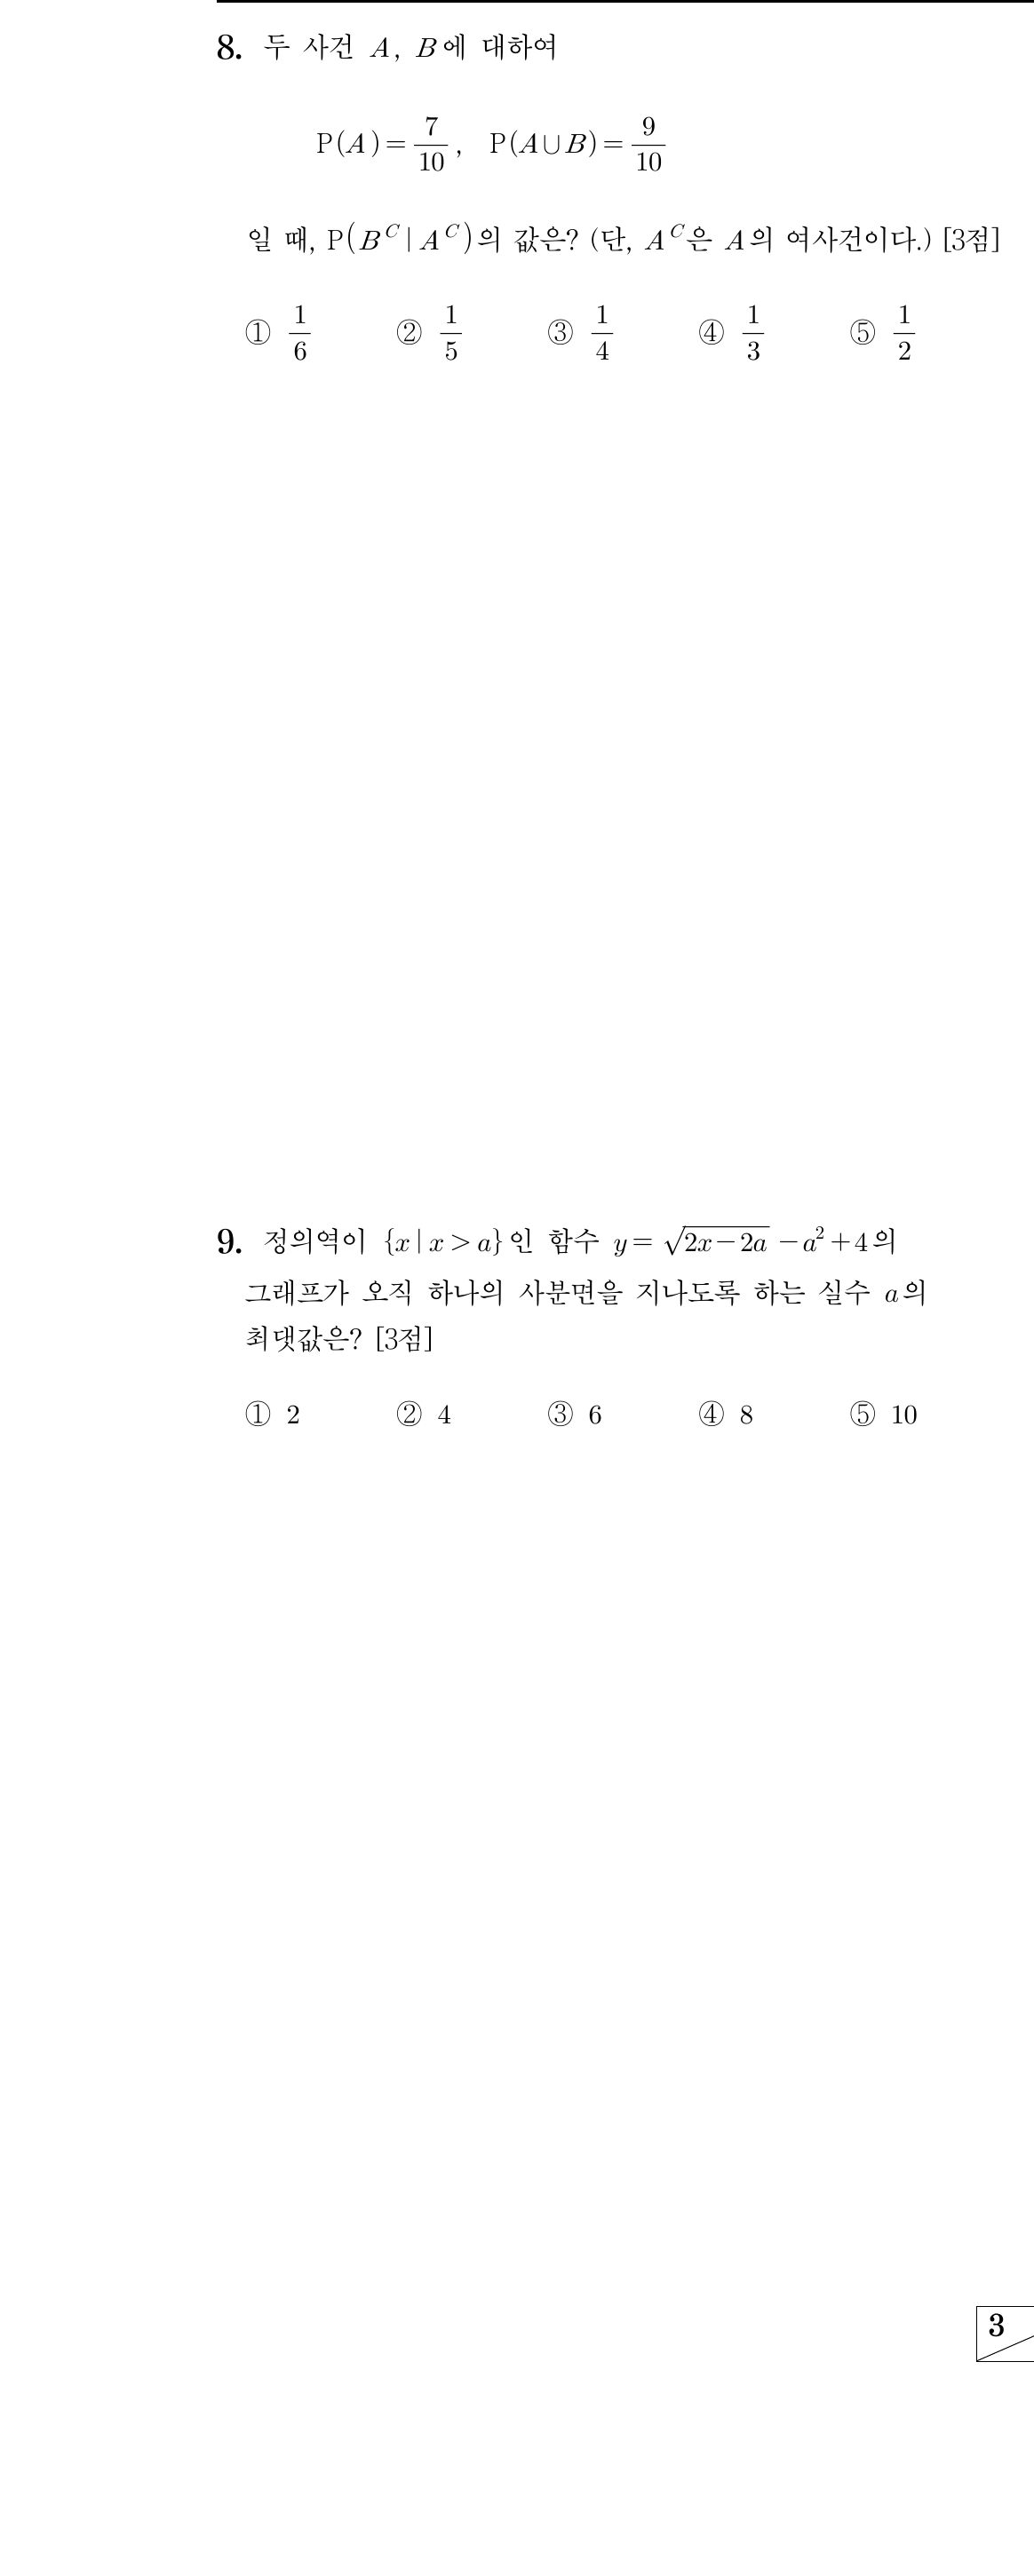 8. 두 사건 A, B에 대하여
P(A)=7/10, P(A∪B)=9/10
일 때, P(B^C|A^C)의 값은? (단, A^C은 A의 여사건이다.) [3점]
① 1/6 ② 1/5 ③ 1/4 ④ 1/3 ⑤ 1/2
9. 정의역이 {x|x>a}인 함수 y=√(2x-2a) -a²+4의
그래프가 오직 하나의 사분면을 지나도록 하는 실수 a의
최댓값은? [3점]
① 2 ② 4 ③ 6 ④ 8 ⑤ 10
3